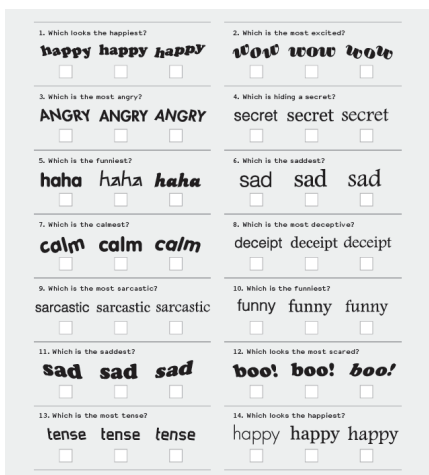 1. Which looks the happiest?
happy happy happy
2. Which is the most excited?
wow wow wow
3. Which is the most angry?
ANGRY ANGRY ANGRY
4. Which is hiding a secret?
secret secret secret
5. Which is the funniest?
haha haha haha
6. Which is the saddest?
sad sad sad
7. Which is the calmest?
calm calm calm
8. Which is the most deceptive?
deceipt deceipt deceipt
9. Which is the most sarcastic?
sarcastic sarcastic sarcastic
10. Which is the funniest?
funny funny funny
11. Which is the saddest?
sad sad sad
12. Which looks the most scared?
boo! boo! boo!
13. Which is the most tense?
tense tense tense
14. Which looks the happiest?
happy happy happy